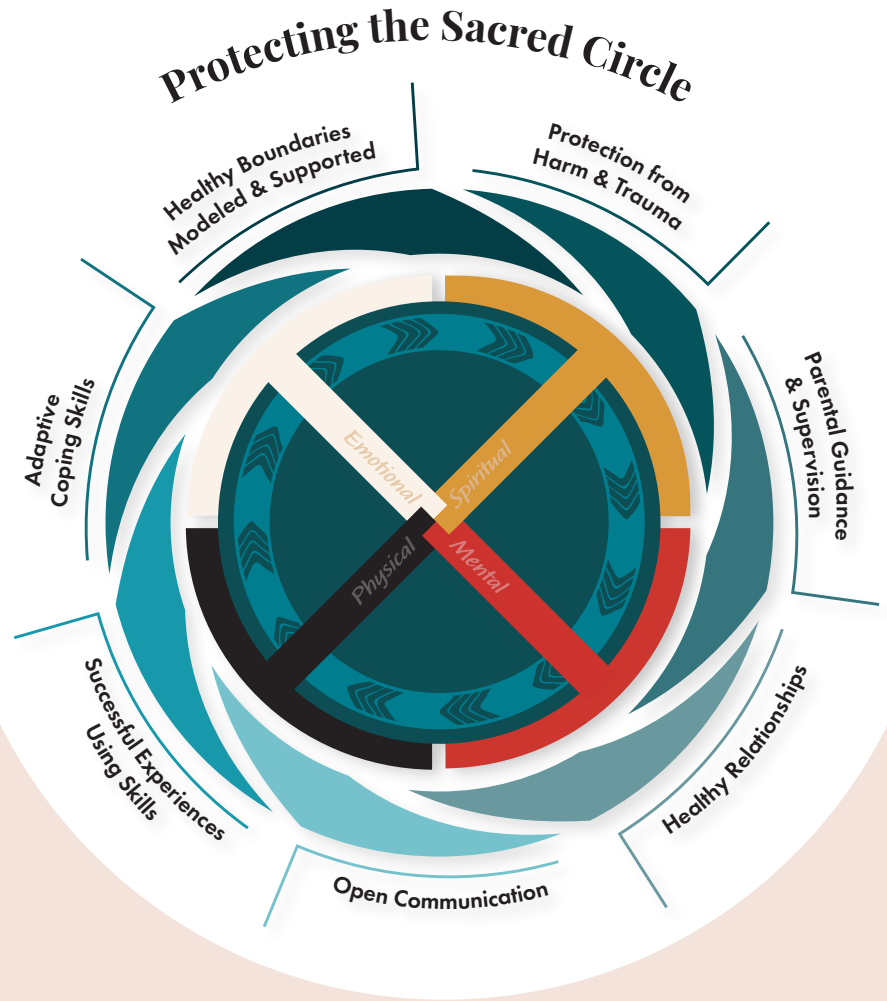 Protecting the Sacred Circle
Healthy Boundaries
Modeled & Supported
Protection from
Harm & Trauma
Parental Guidance
& Supervision
Healthy Relationships
Open Communication
Successful Experiences
Using Skills
Adaptive
Coping Skills
Emotional
Spiritual
Physical
Mental